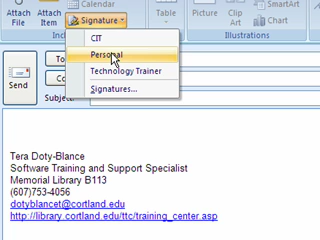 Calendar
Attach File
Attach Item
Signature
Table
Picture
Clip Art
SmartArt
Chart
Illustrations
CIT
Personal
Technology Trainer
Signatures...
To
Send
Subject:
Tera Doty-Blance
Software Training and Support Specialist
Memorial Library B113
(607)753-4056
dotyblancet@cortland.edu
http://library.cortland.edu/ttc/training_center.asp